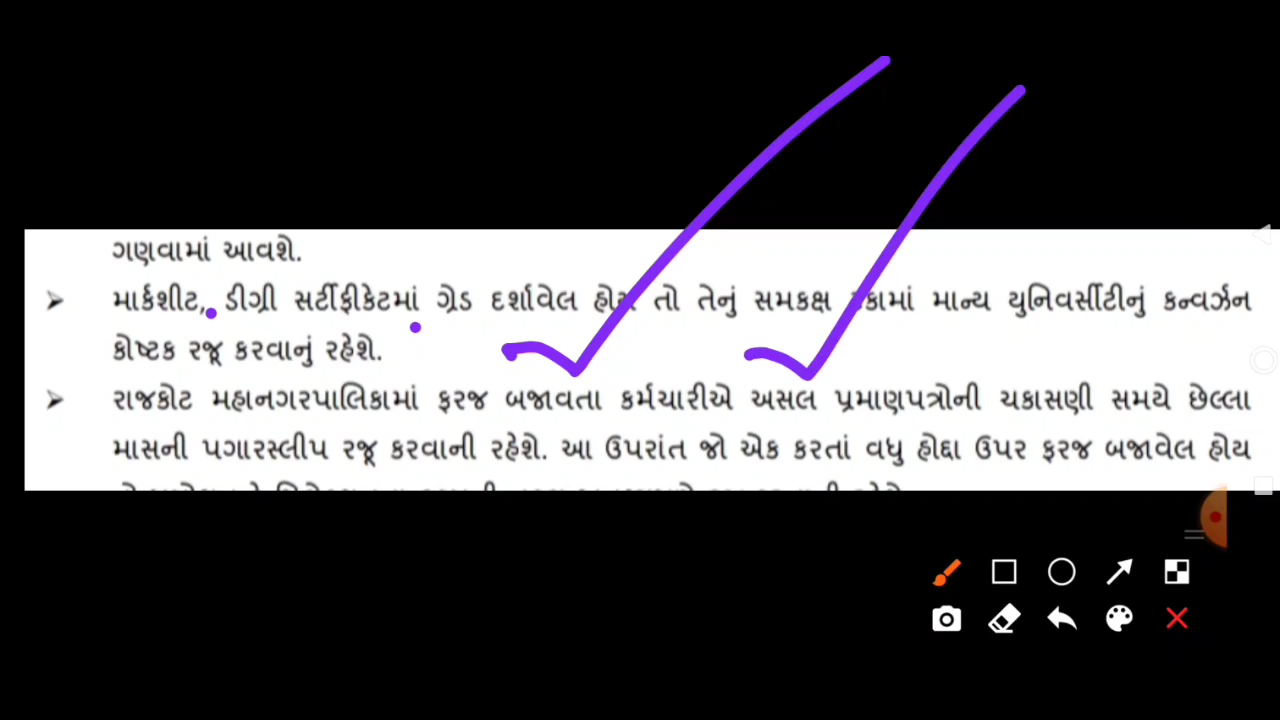 ગણવામાં આવશે.
➤ માર્કશીટ, ડીગ્રી સર્ટીફીકેટમાં ગ્રેડ દર્શાવેલ હોય તો તેનું સમકક્ષ ટકામાં માન્ય યુનિવર્સીટીનું કન્વર્ઝન
કોષ્ટક રજૂ કરવાનું રહેશે.
➤ રાજકોટ મહાનગરપાલિકામાં ફરજ બજાવતા કર્મચારીએ અસલ પ્રમાણપત્રોની ચકાસણી સમયે છેલ્લા
માસની પગારસ્લીપ રજૂ કરવાની રહેશે. આ ઉપરાંત જો એક કરતાં વધુ હોદ્દા ઉપર ફરજ બજાવેલ હોય